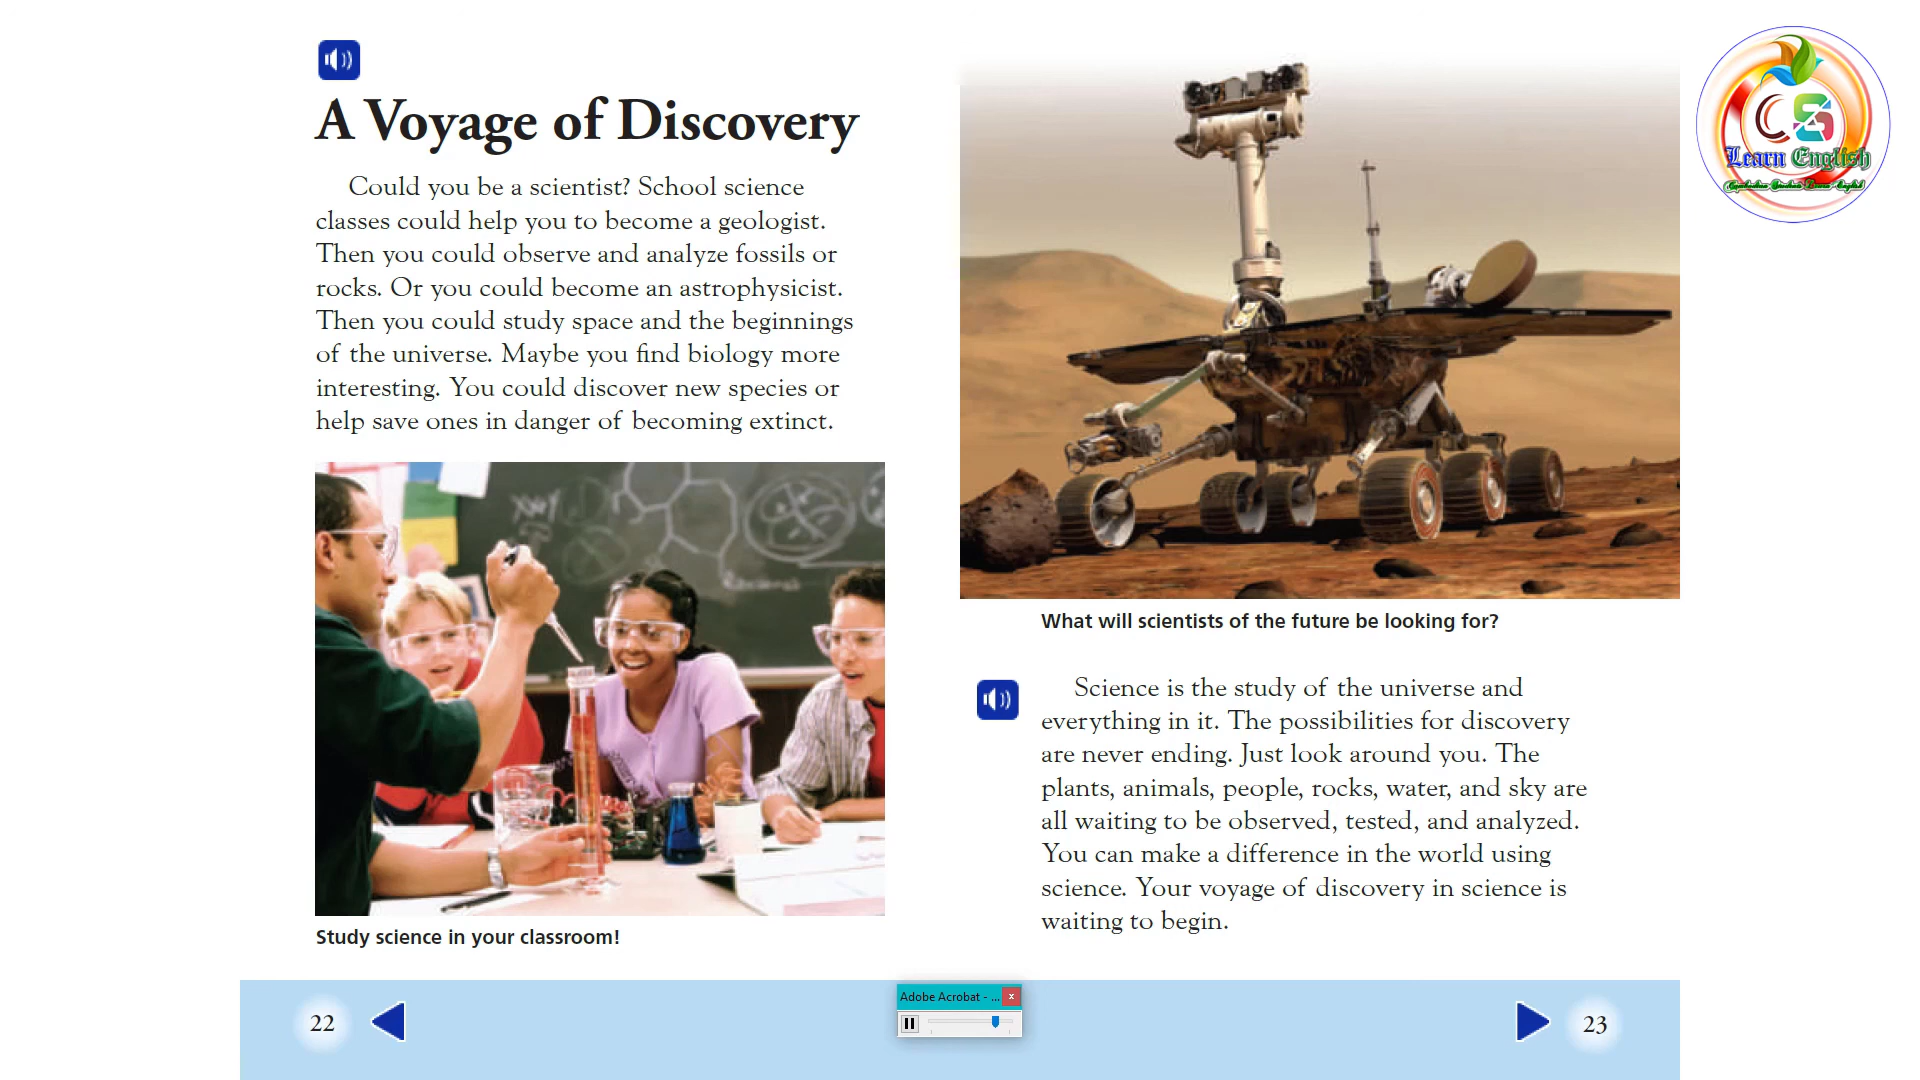 A Voyage of Discovery
Could you be a scientist? School science
classes could help you to become a geologist.
Then you could observe and analyze fossils or
rocks. Or you could become an astrophysicist.
Then you could study space and the beginnings
of the universe. Maybe you find biology more
interesting. You could discover new species or
help save ones in danger of becoming extinct.
Study science in your classroom!
22
What will scientists of the future be looking for?
Science is the study of the universe and
everything in it. The possibilities for discovery
are never ending. Just look around you. The
plants, animals, people, rocks, water, and sky are
all waiting to be observed, tested, and analyzed.
You can make a difference in the world using
science. Your voyage of discovery in science is
waiting to begin.
23
Adobe Acrobat - ...
CS
Learn English
Cambodian Students Learn English